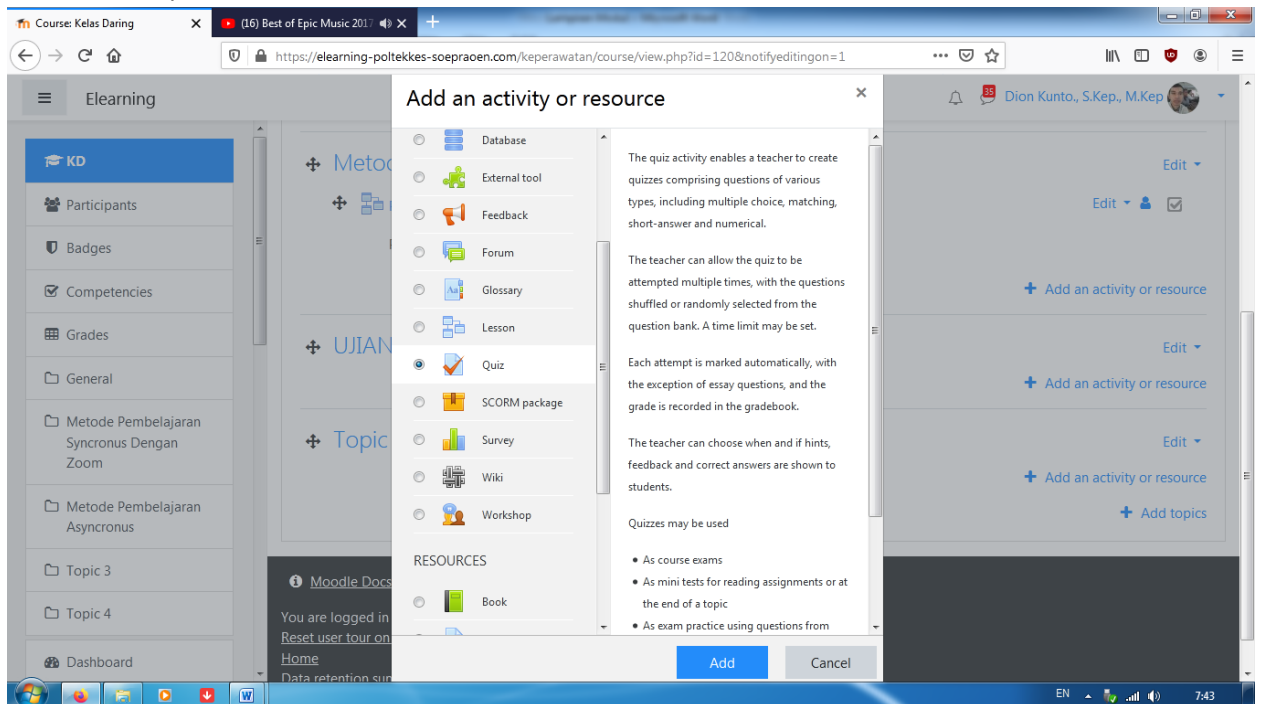 Course: Kelas Daring
(16) Best of Epic Music 2017
https://elearning-poltekkes-soepraoen.com/keperawatan/course/view.php?id=120&notifyeditingon=1
Elearning
35
Dion Kunto., S.Kep., M.Kep
KD
Participants
Badges
Competencies
Grades
General
Metode Pembelajaran
Syncronus Dengan
Zoom
Metode Pembelajaran
Asyncronus
Topic 3
Topic 4
Dashboard
Edit
Edit
Add an activity or resource
UJIAN
Edit
Add an activity or resource
Topic
Edit
Add an activity or resource
Add topics
Moodle Docs
You are logged in
Reset user tour on
Home
Add an activity or resource
Database
External tool
Feedback
Forum
Glossary
Lesson
Quiz
SCORM package
Survey
Wiki
Workshop
RESOURCES
Book
The quiz activity enables a teacher to create
quizzes comprising questions of various
types, including multiple choice, matching,
short-answer and numerical.
The teacher can allow the quiz to be
attempted multiple times, with the questions
shuffled or randomly selected from the
question bank. A time limit may be set.
Each attempt is marked automatically, with
the exception of essay questions, and the
grade is recorded in the gradebook.
The teacher can choose when and if hints,
feedback and correct answers are shown to
students.
Quizzes may be used
• As course exams
• As mini tests for reading assignments or at
the end of a topic
• As exam practice using questions from
Add
Cancel
EN
7:43